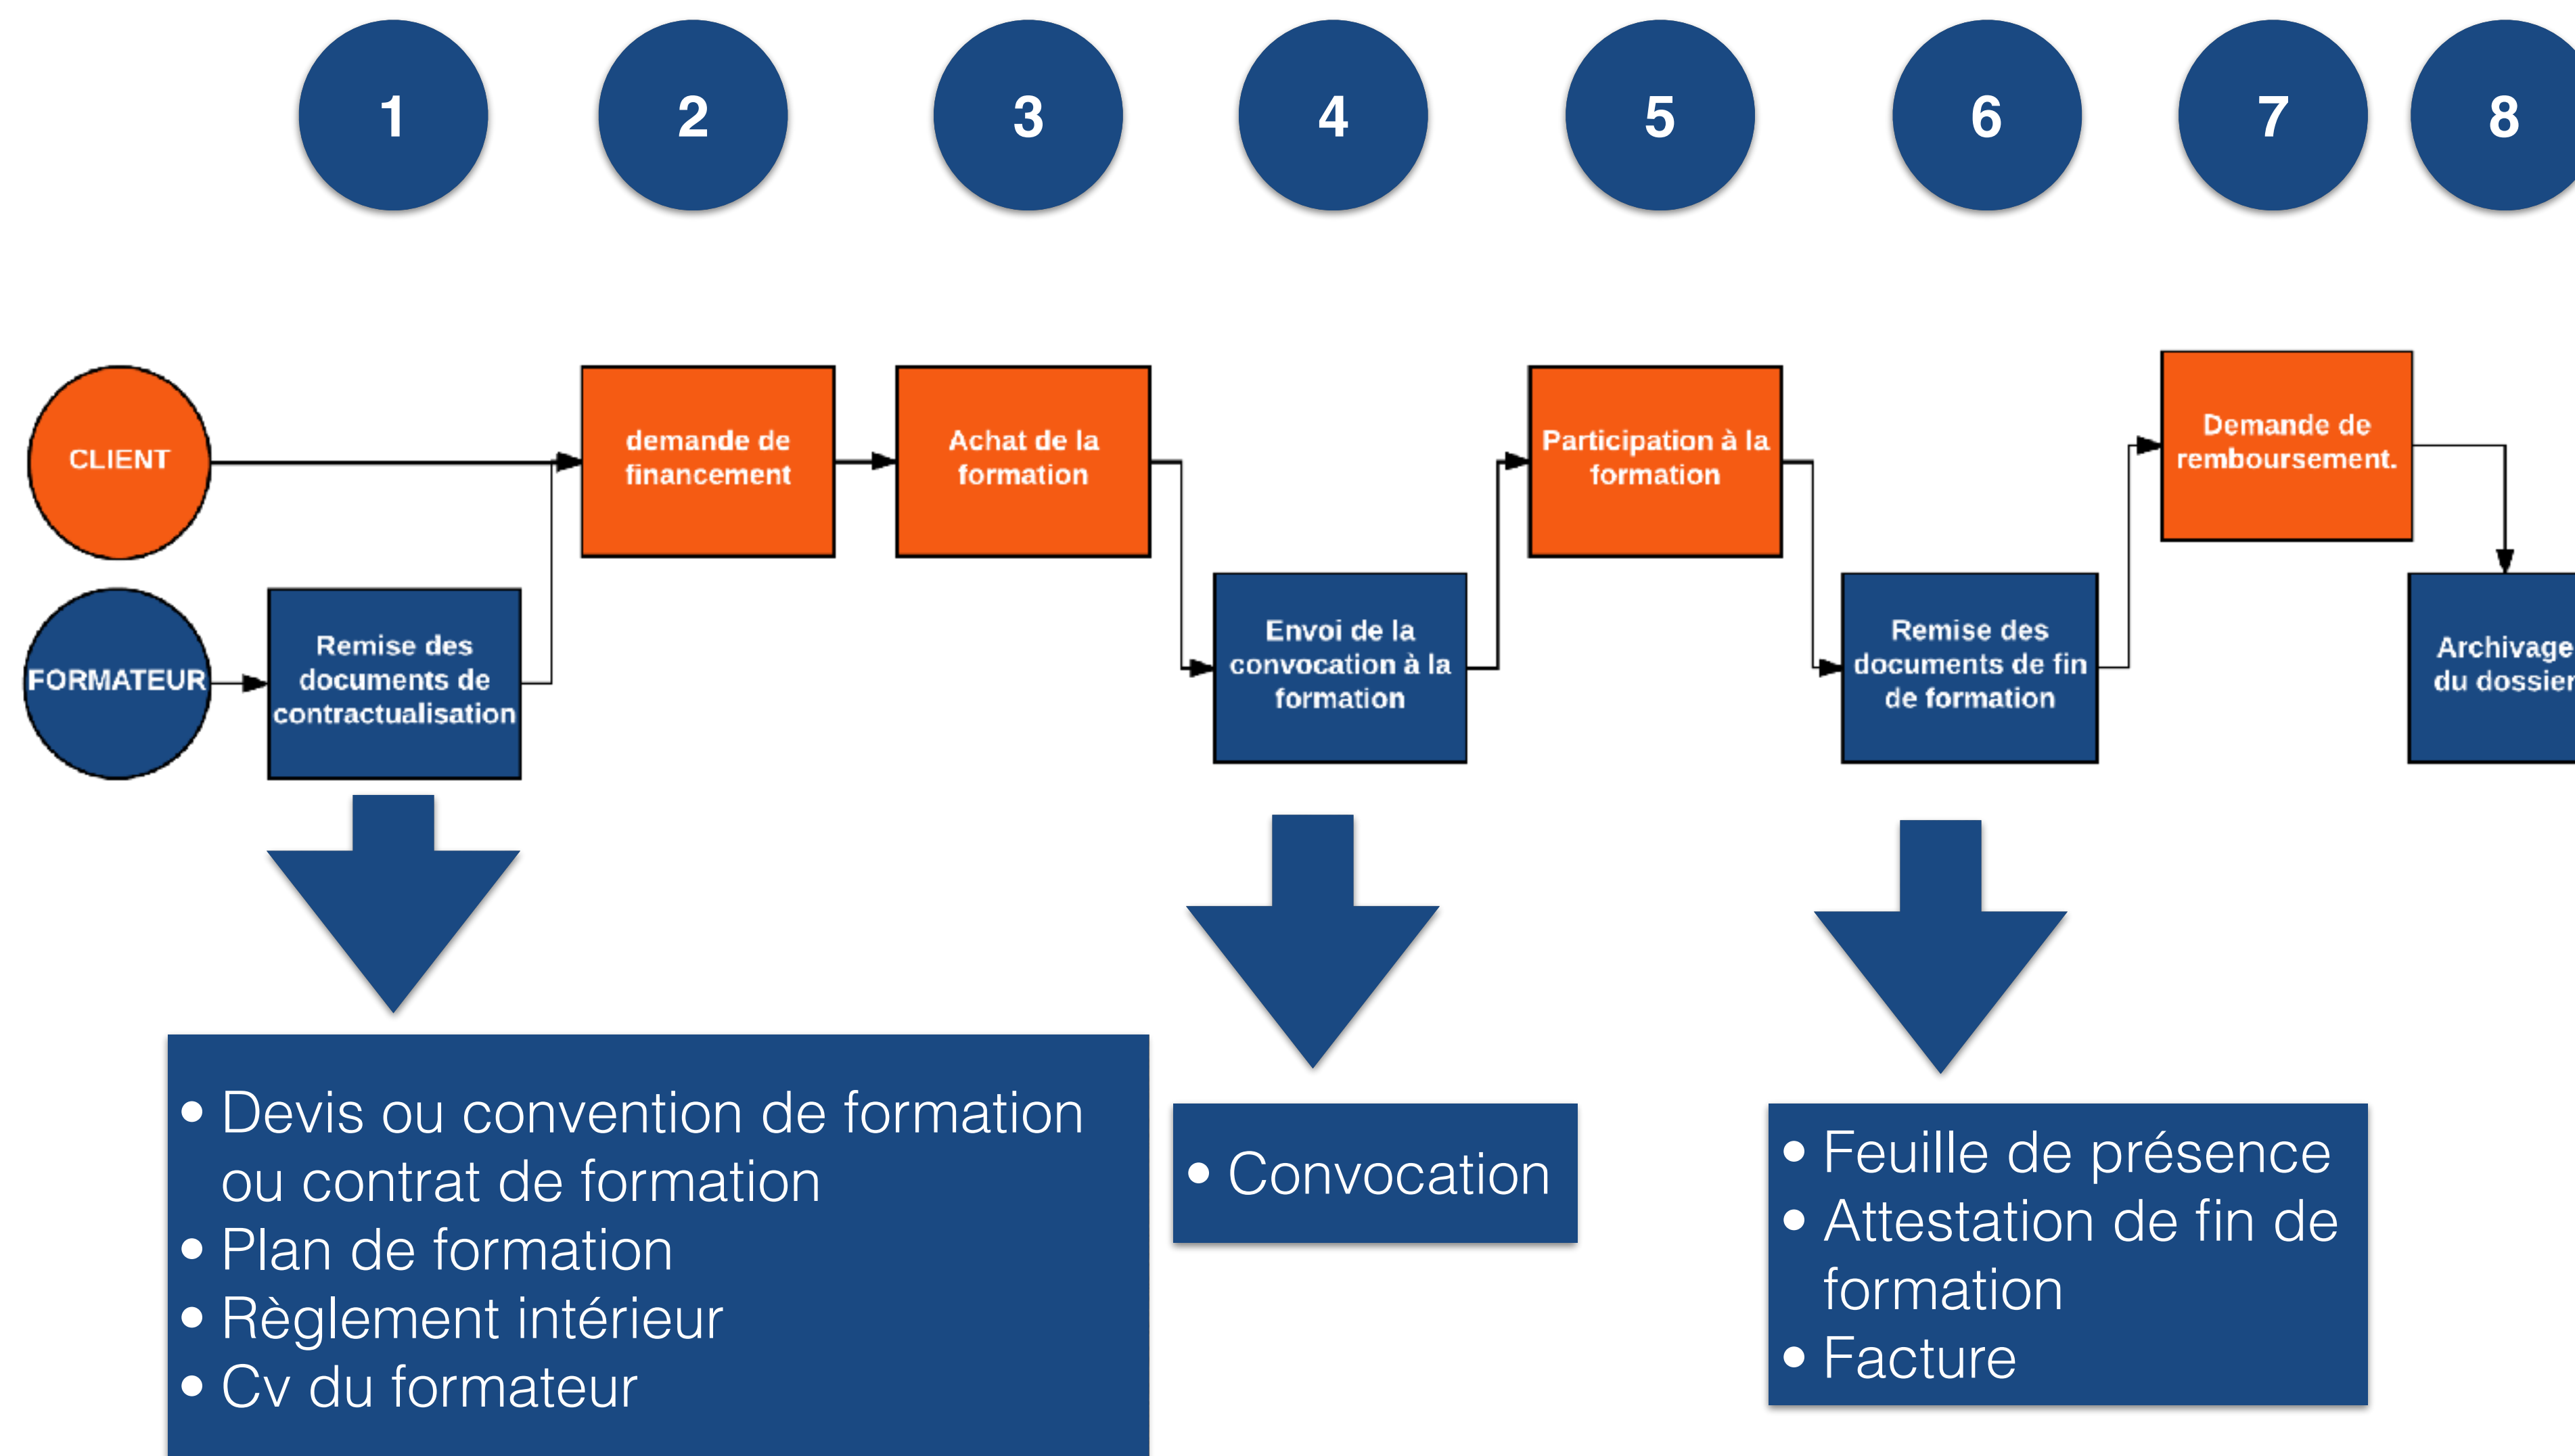 1
2
3
4
5
6
7
8
CLIENT
demande de
financement
Achat de la
formation
Participation à la
formation
Demande de
remboursement.
FORMATEUR
Remise des
documents de
contractualisation
Envoi de la
convocation à la
formation
Remise des
documents de fin
de formation
Archivage
du dossier
• Devis ou convention de formation
ou contrat de formation
• Plan de formation
• Règlement intérieur
• Cv du formateur
• Convocation
• Feuille de présence
• Attestation de fin de
formation
• Facture